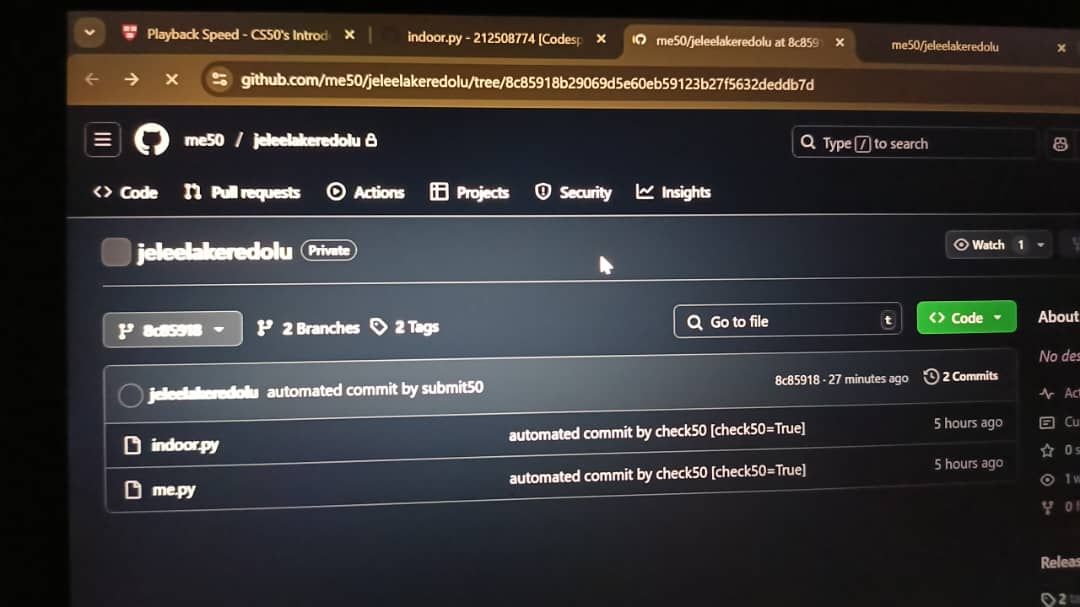 Playback Speed - CS50's Introd
indoor.py - 212508774 [Codesp
me50/jeleelakeredolu at 8c859
me50/jeleelakeredolu
github.com/me50/jeleelakeredolu/tree/8c85918b29069d5e60eb59123b27f5632deddb7d
me50 / jeleelakeredolu
Type / to search
Code Pull requests Actions Projects Security Insights
jeleelakeredolu Private
Watch 1
8c85918 2 Branches 2 Tags
Go to file t
Code
About
No des
jeleelakeredolu automated commit by submit50
8c85918 · 27 minutes ago 2 Commits
indoor.py automated commit by check50 [check50=True] 5 hours ago
me.py automated commit by check50 [check50=True] 5 hours ago
Ac
Cu
0 s
1 w
0 f
Releas
2